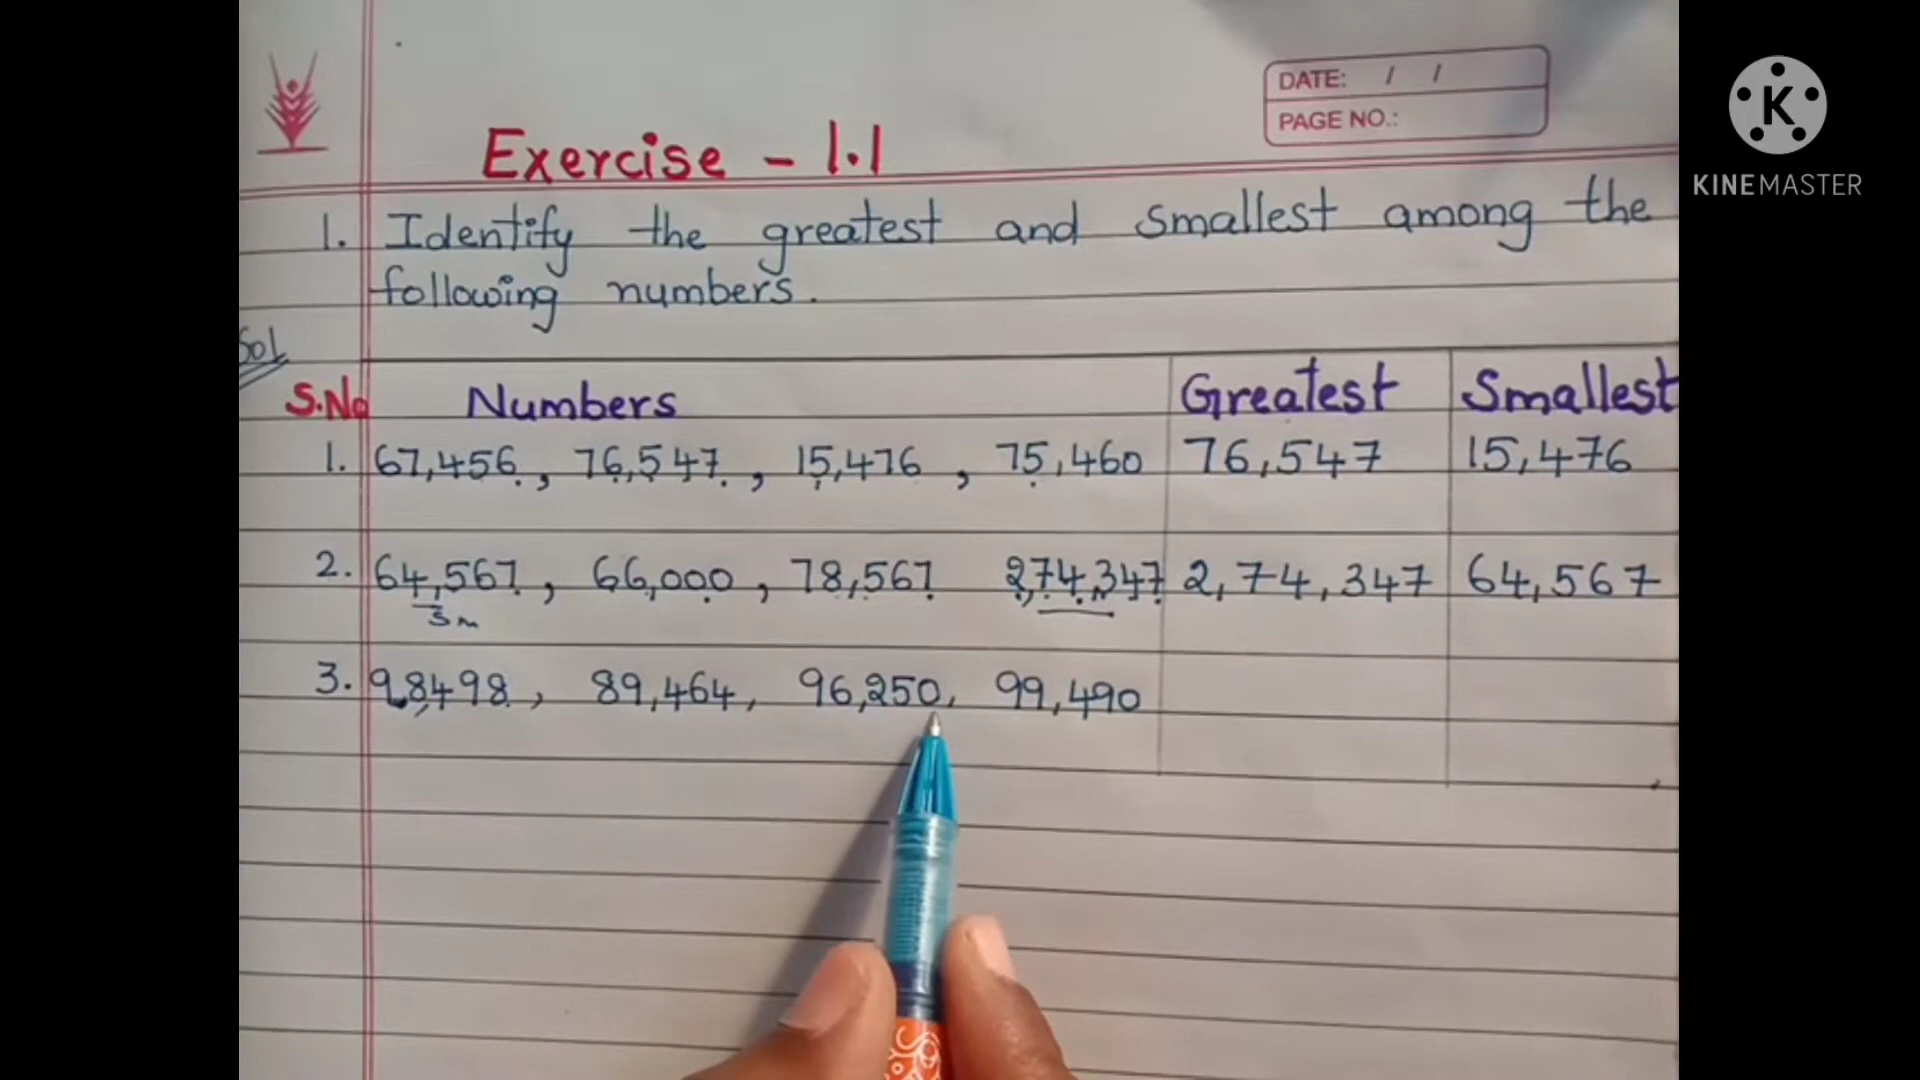 DATE: / /
PAGE NO.:
KINEMASTER
Exercise - 1.1
1. Identify the greatest and smallest among the
following numbers.
Sol
S.No Numbers Greatest Smallest
1. 67,456, 76,547, 15,476, 75,460 76,547 15,476
2. 64,567, 66,000, 78,567 2,74,347 2,74,347 64,567
Sm
3. 98,498, 89,464, 96,250, 99,490